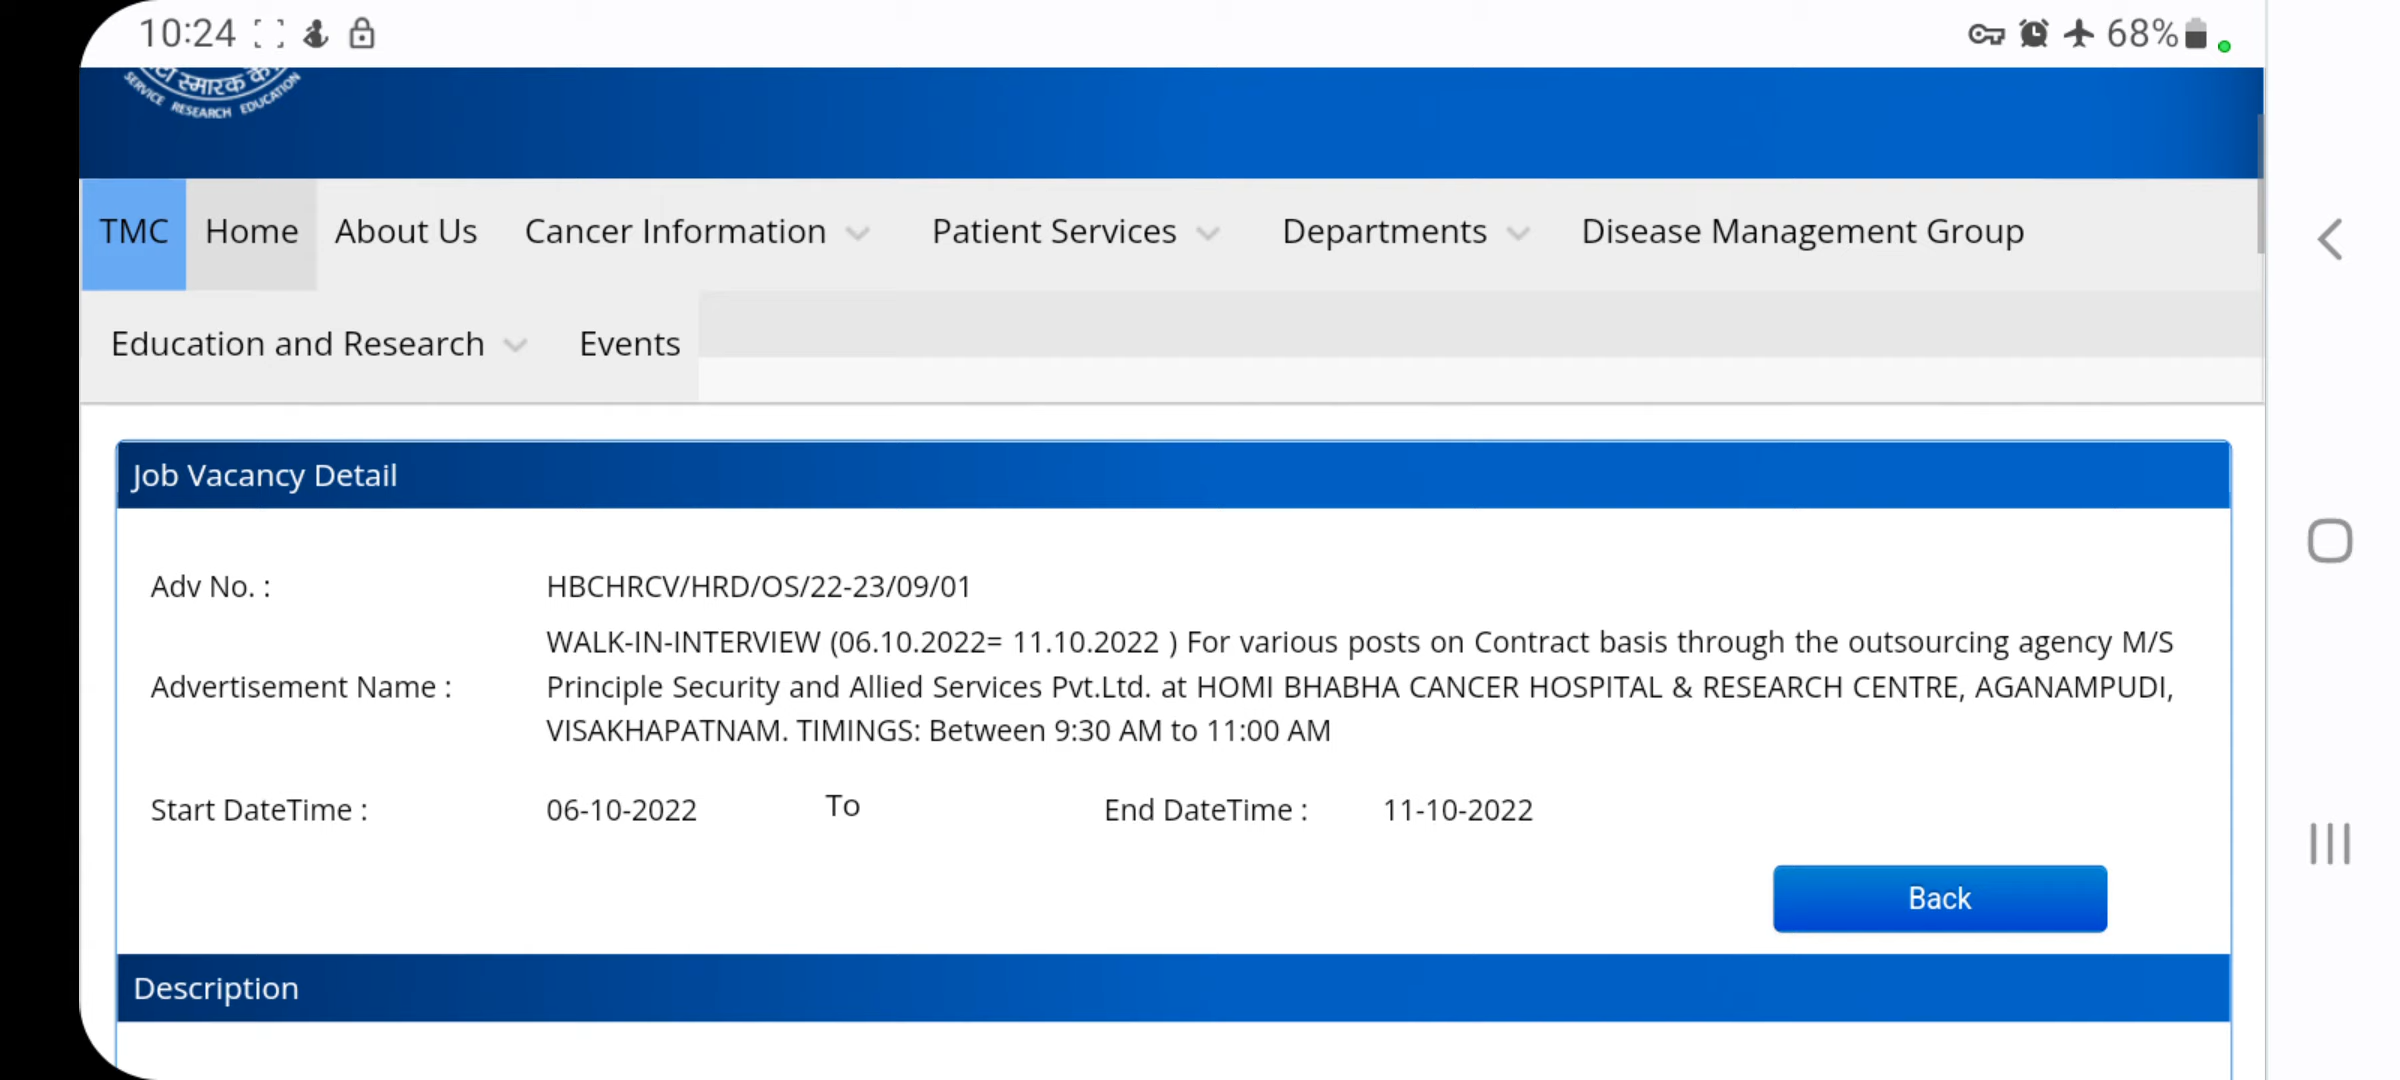 10:24
68%
स्मारक
SERVICE RESEARCH EDUCATION
TMC Home About Us Cancer Information Patient Services Departments Disease Management Group
Education and Research Events
Job Vacancy Detail
Adv No. : HBCHRCV/HRD/OS/22-23/09/01
Advertisement Name : WALK-IN-INTERVIEW (06.10.2022= 11.10.2022 ) For various posts on Contract basis through the outsourcing agency M/S
Principle Security and Allied Services Pvt.Ltd. at HOMI BHABHA CANCER HOSPITAL & RESEARCH CENTRE, AGANAMPUDI,
VISAKHAPATNAM. TIMINGS: Between 9:30 AM to 11:00 AM
Start DateTime : 06-10-2022 To End DateTime : 11-10-2022
Back
Description